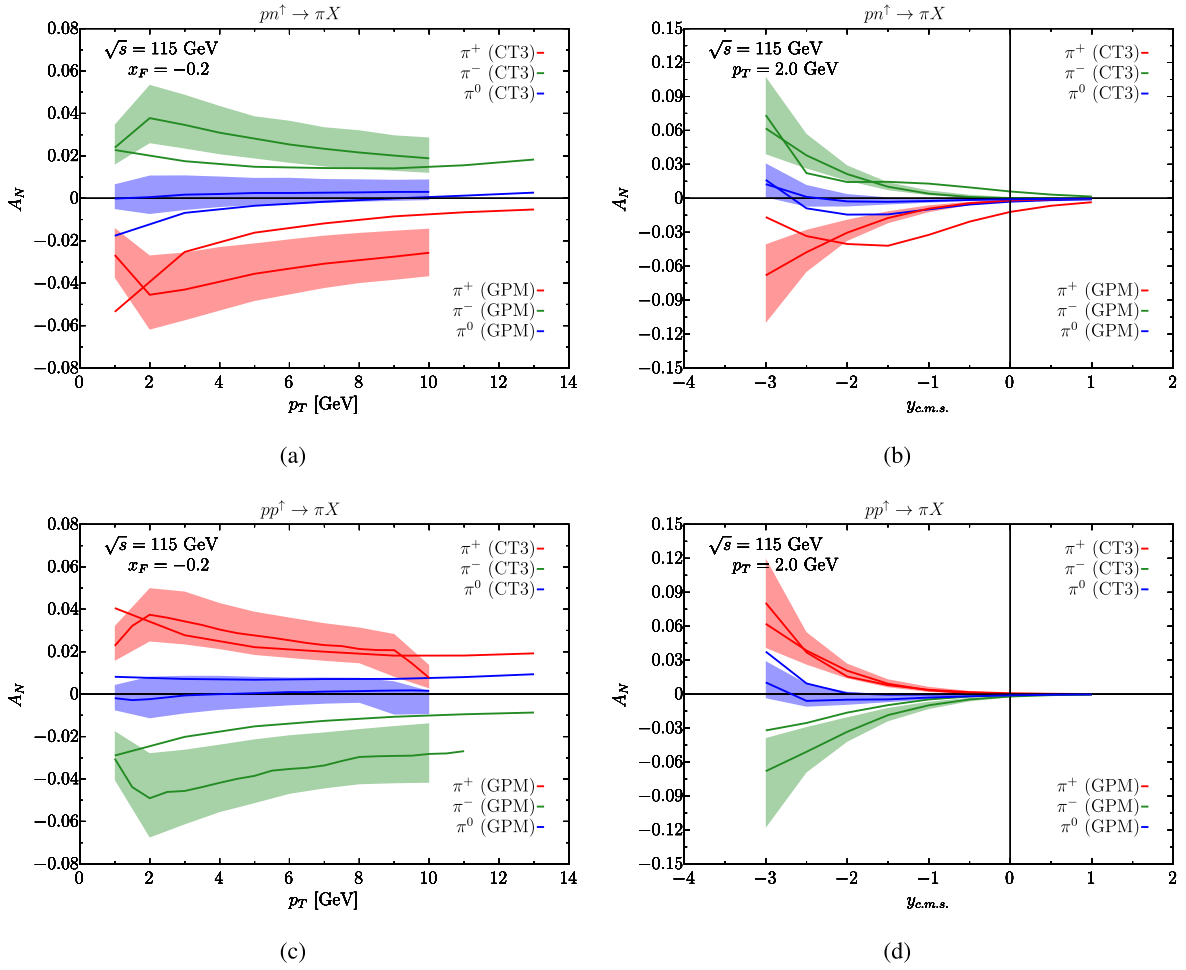 pn↑ → πX
√s = 115 GeV
x_F = −0.2
π⁺ (CT3)
π⁻ (CT3)
π⁰ (CT3)
π⁺ (GPM)
π⁻ (GPM)
π⁰ (GPM)
A_N
0.08
0.06
0.04
0.02
0
−0.02
−0.04
−0.06
−0.08
0 2 4 6 8 10 12 14
p_T [GeV]
(a)
pn↑ → πX
√s = 115 GeV
p_T = 2.0 GeV
π⁺ (CT3)
π⁻ (CT3)
π⁰ (CT3)
π⁺ (GPM)
π⁻ (GPM)
π⁰ (GPM)
A_N
0.15
0.12
0.09
0.06
0.03
0
−0.03
−0.06
−0.09
−0.12
−0.15
−4 −3 −2 −1 0 1 2
y_c.m.s.
(b)
pp↑ → πX
√s = 115 GeV
x_F = −0.2
π⁺ (CT3)
π⁻ (CT3)
π⁰ (CT3)
π⁺ (GPM)
π⁻ (GPM)
π⁰ (GPM)
A_N
0.08
0.06
0.04
0.02
0
−0.02
−0.04
−0.06
−0.08
0 2 4 6 8 10 12 14
p_T [GeV]
(c)
pp↑ → πX
√s = 115 GeV
p_T = 2.0 GeV
π⁺ (CT3)
π⁻ (CT3)
π⁰ (CT3)
π⁺ (GPM)
π⁻ (GPM)
π⁰ (GPM)
A_N
0.15
0.12
0.09
0.06
0.03
0
−0.03
−0.06
−0.09
−0.12
−0.15
−4 −3 −2 −1 0 1 2
y_c.m.s.
(d)